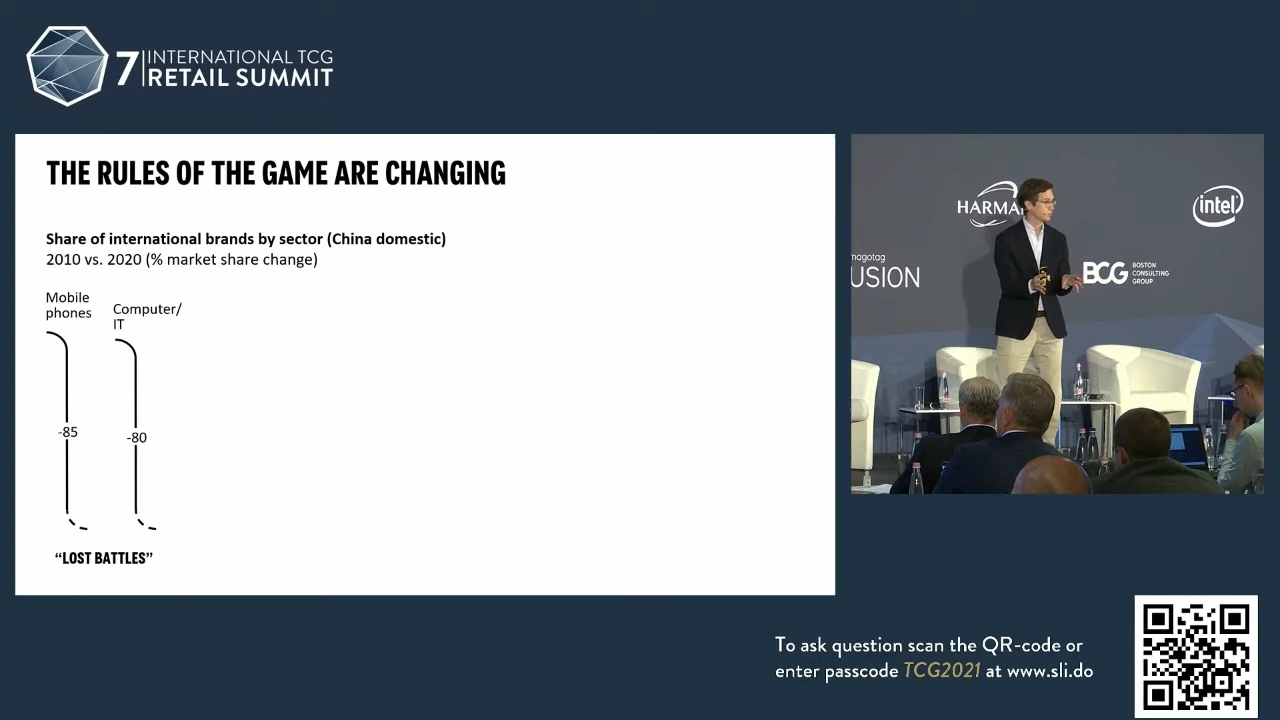 7 INTERNATIONAL TCG
RETAIL SUMMIT
THE RULES OF THE GAME ARE CHANGING
Share of international brands by sector (China domestic)
2010 vs. 2020 (% market share change)
Mobile
phones
Computer/
IT
-85
-80
“LOST BATTLES”
HARMA
intel
nagotag
USION
BCG
BOSTON
CONSULTING
GROUP
To ask question scan the QR-code or
enter passcode TCG2021 at www.sli.do